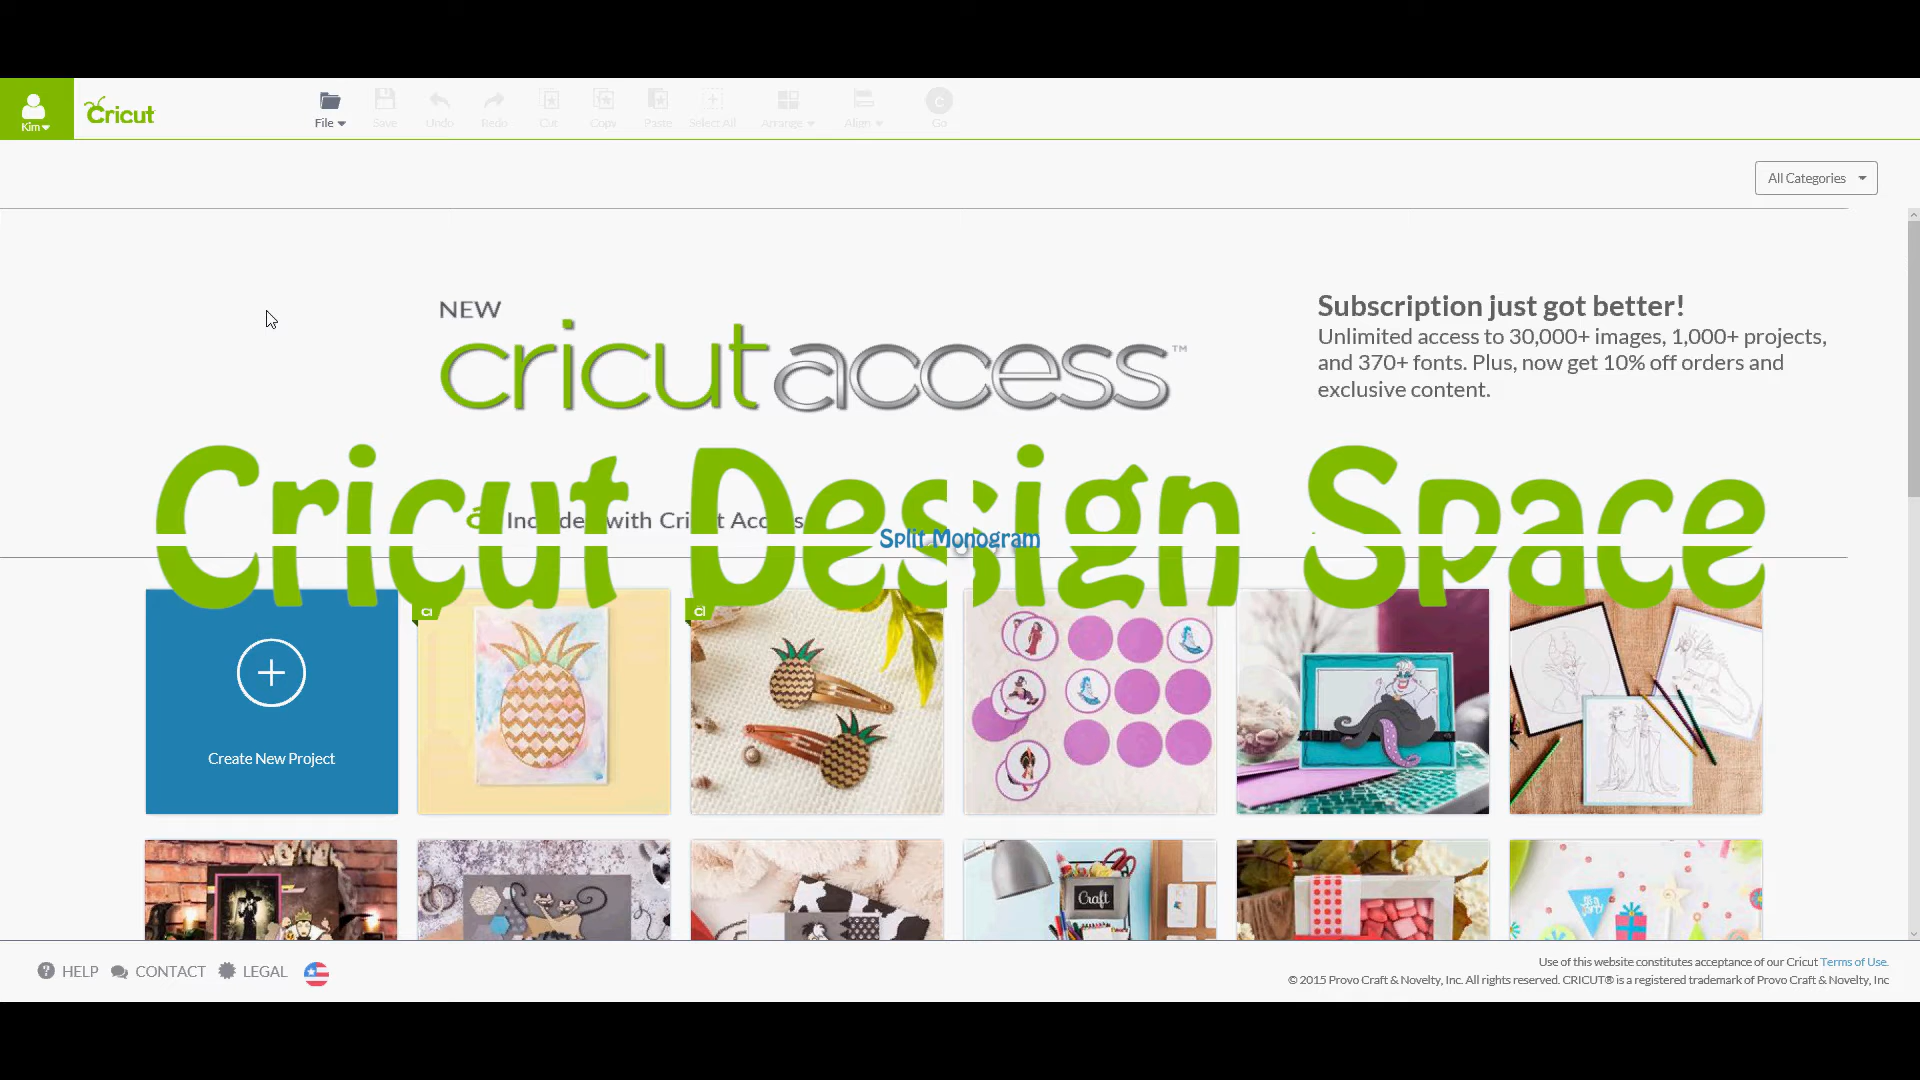 Kim
Cricut
File
Save
Undo
Redo
Cut
Copy
Paste
Select All
Arrange
Align
C
Go
All Categories
NEW
cricut access™
Subscription just got better!
Unlimited access to 30,000+ images, 1,000+ projects,
and 370+ fonts. Plus, now get 10% off orders and
exclusive content.
Cricut Design Space
with Cricut Access
Split Monogram
Create New Project
Craft
HELP
CONTACT
LEGAL
Use of this website constitutes acceptance of our Cricut Terms of Use.
© 2015 Provo Craft & Novelty, Inc. All rights reserved. CRICUT® is a registered trademark of Provo Craft & Novelty, Inc